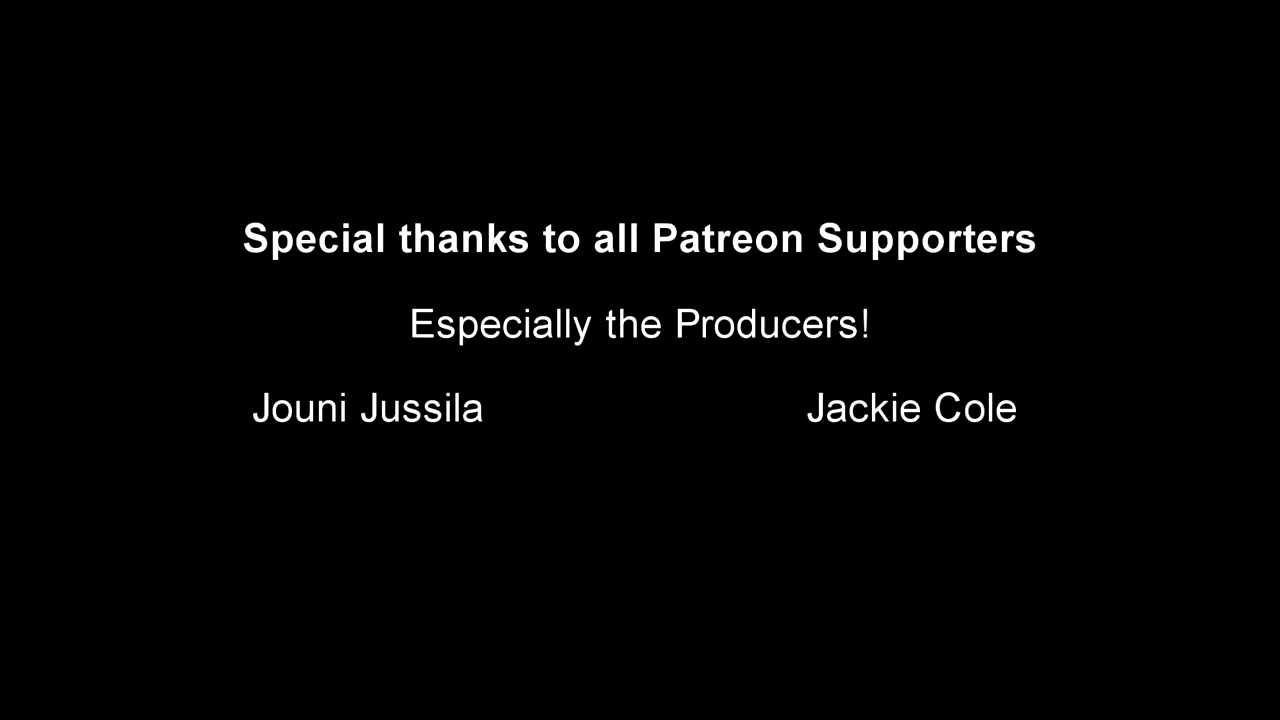 Special thanks to all Patreon Supporters
Especially the Producers!
Jouni Jussila Jackie Cole